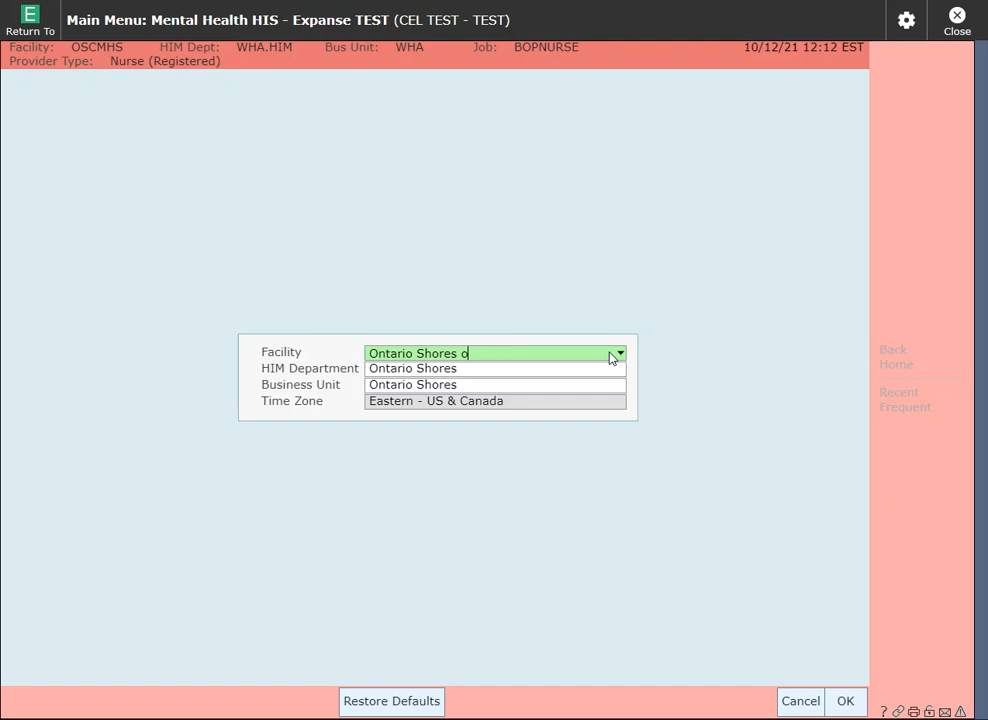 E
Return To
Main Menu: Mental Health HIS - Expanse TEST (CEL TEST - TEST)
Close
Facility: OSCMHS HIM Dept: WHA.HIM Bus Unit: WHA Job: BOPNURSE 10/12/21 12:12 EST
Provider Type: Nurse (Registered)
Facility Ontario Shores o
HIM Department Ontario Shores
Business Unit Ontario Shores
Time Zone Eastern - US & Canada
Back
Home
Recent
Frequent
Restore Defaults Cancel OK
?